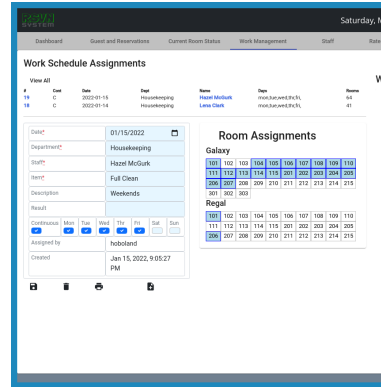 RSVN
SYSTEM
Saturday, M
Dashboard Guest and Reservations Current Room Status Work Management Staff Rate
Work Schedule Assignments
W
View All
# Cont Date Dept Name Days Rooms
19 C 2022-01-15 Housekeeping Hazel McGurk mon,tue,wed,thr,fri, 64
18 C 2022-01-14 Housekeeping Lena Clark mon,tue,wed,thr,fri, 41
Date* 01/15/2022
Department* Housekeeping
Staff* Hazel McGurk
Item* Full Clean
Description Weekends
Result
Continuous Mon Tue Wed Thr Fri Sat Sun
Assigned by hoboland
Created Jan 15, 2022, 9:05:27
PM
Room Assignments
Galaxy
101 102 103 104 105 106 107 108 109 110
111 112 113 114 115 201 202 203 204 205
206 207 208 209 210 211 212 213 214 215
301 302 303
Regal
101 102 103 104 105 106 107 108 109 110
111 112 113 114 115 201 202 203 204 205
206 207 208 209 210 211 212 213 214 215